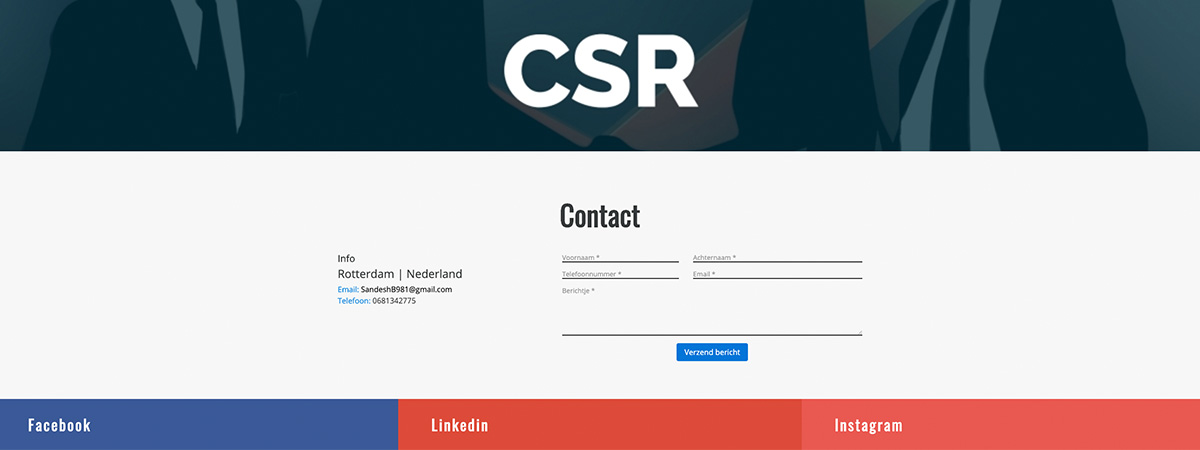 CSR
Contact
Info
Rotterdam | Nederland
Email: SandeshB981@gmail.com
Telefoon: 0681342775
Voornaam * Achternaam *
Telefoonnummer * Email *
Berichtje *
Verzend bericht
Facebook Linkedin Instagram